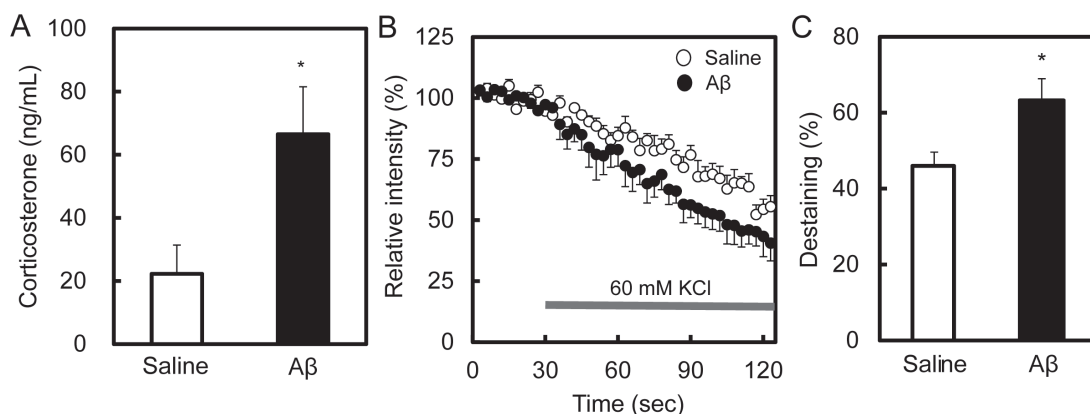 A
Corticosterone (ng/mL)
100
80
60
40
20
0
*
Saline
Aβ
B
Relative intensity (%)
125
100
75
50
25
0
Saline
Aβ
60 mM KCl
0
30
60
90
120
Time (sec)
C
Destaining (%)
80
60
40
20
0
*
Saline
Aβ